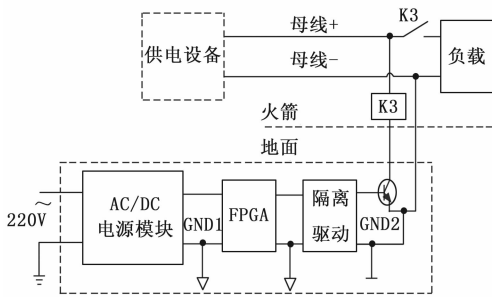 K3
母线+
供电设备
母线-
负载
K3
火箭
地面
AC/DC
电源模块
FPGA
隔离
驱动
GND1
GND2
~
220V